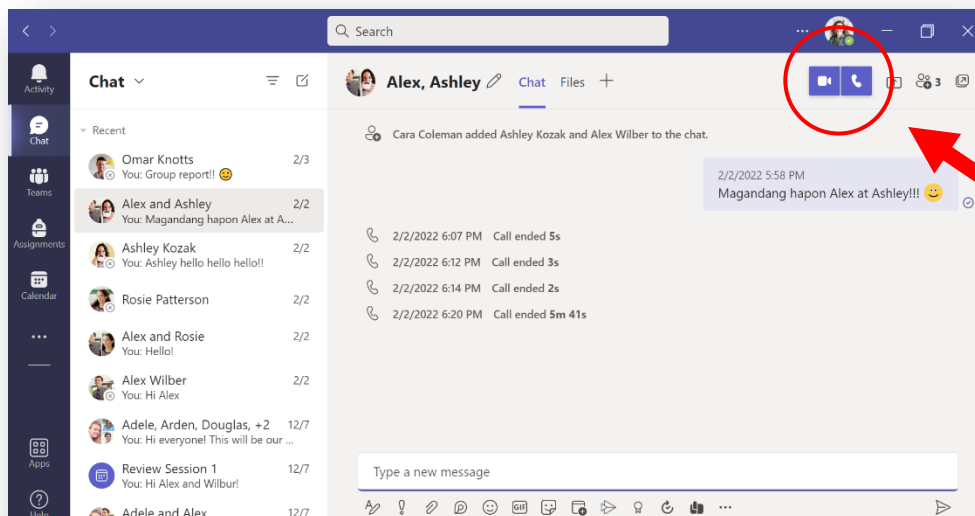 Search
Activity
Chat
Teams
Assignments
Calendar
Apps
Help
Chat
Recent
Omar Knotts 2/3
You: Group report!! 😀
Alex and Ashley 2/2
You: Magandang hapon Alex at A...
Ashley Kozak 2/2
You: Ashley hello hello hello!!
Rosie Patterson 2/2
Alex and Rosie 2/2
You: Hello!
Alex Wilber 2/2
You: Hi Alex
Adele, Arden, Douglas, +2 12/7
You: Hi everyone! This will be our ...
Review Session 1 12/7
You: Hi Alex and Wilbur!
Adele and Alex 12/7
Alex, Ashley Chat Files 3
Cara Coleman added Ashley Kozak and Alex Wilber to the chat.
2/2/2022 5:58 PM
Magandang hapon Alex at Ashley!!! 😀
2/2/2022 6:07 PM Call ended 5s
2/2/2022 6:12 PM Call ended 3s
2/2/2022 6:14 PM Call ended 2s
2/2/2022 6:20 PM Call ended 5m 41s
Type a new message
GIF